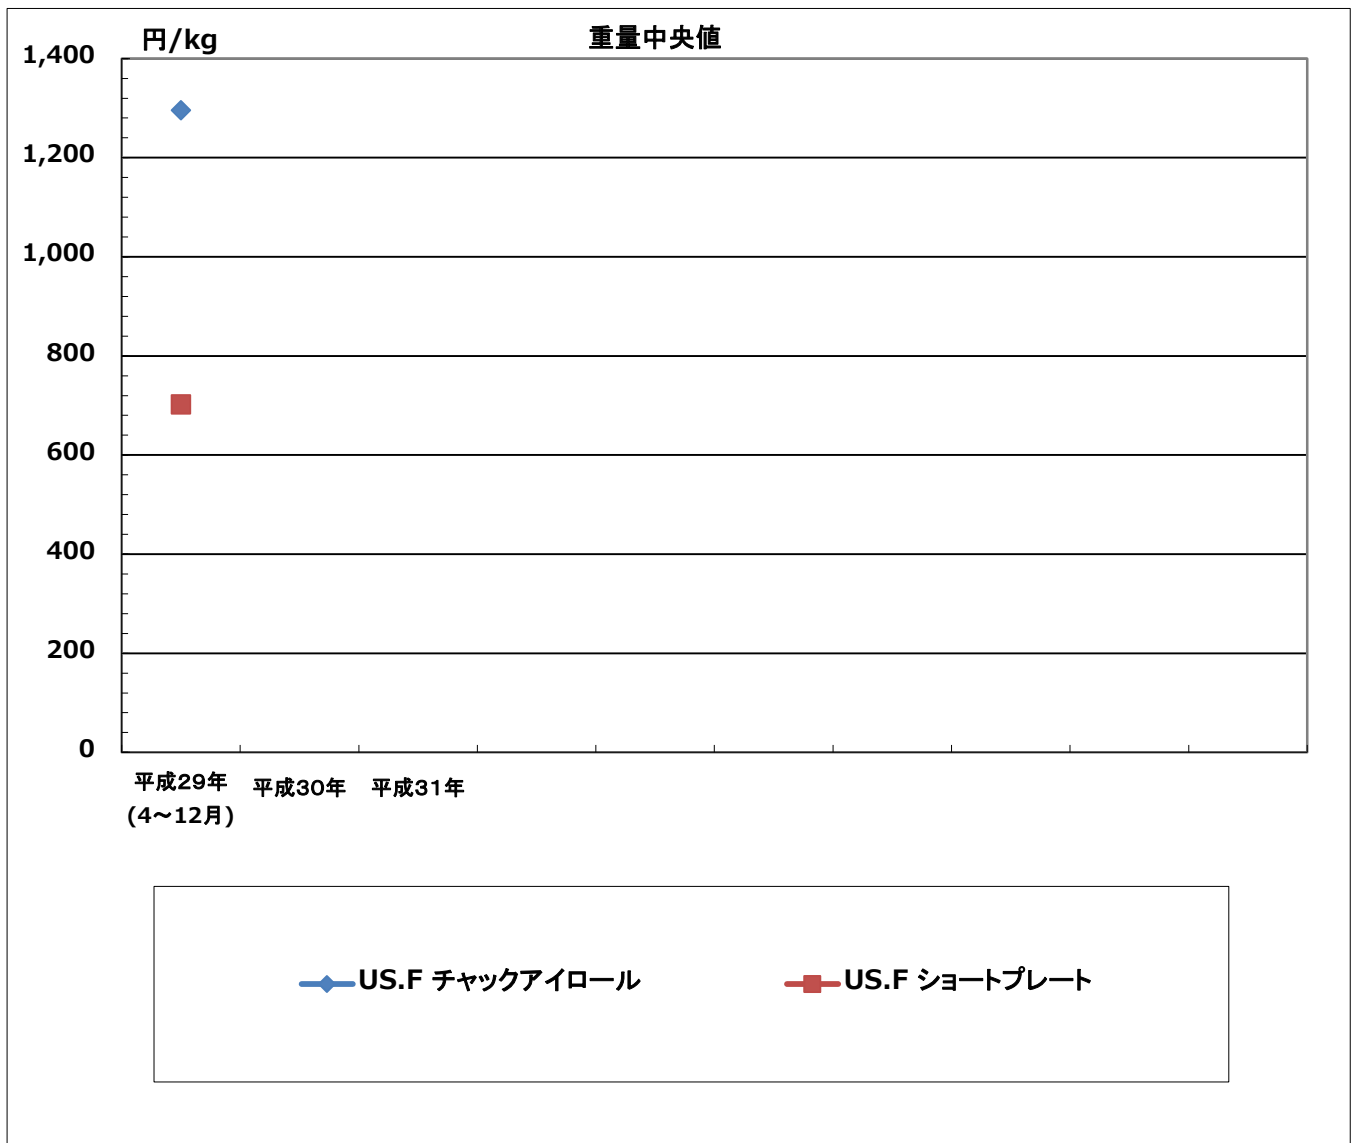 円/kg
重量中央値
1,400
1,200
1,000
800
600
400
200
0
平成29年
(4～12月)
平成30年
平成31年
US.F チャックアイロール
US.F ショートプレート